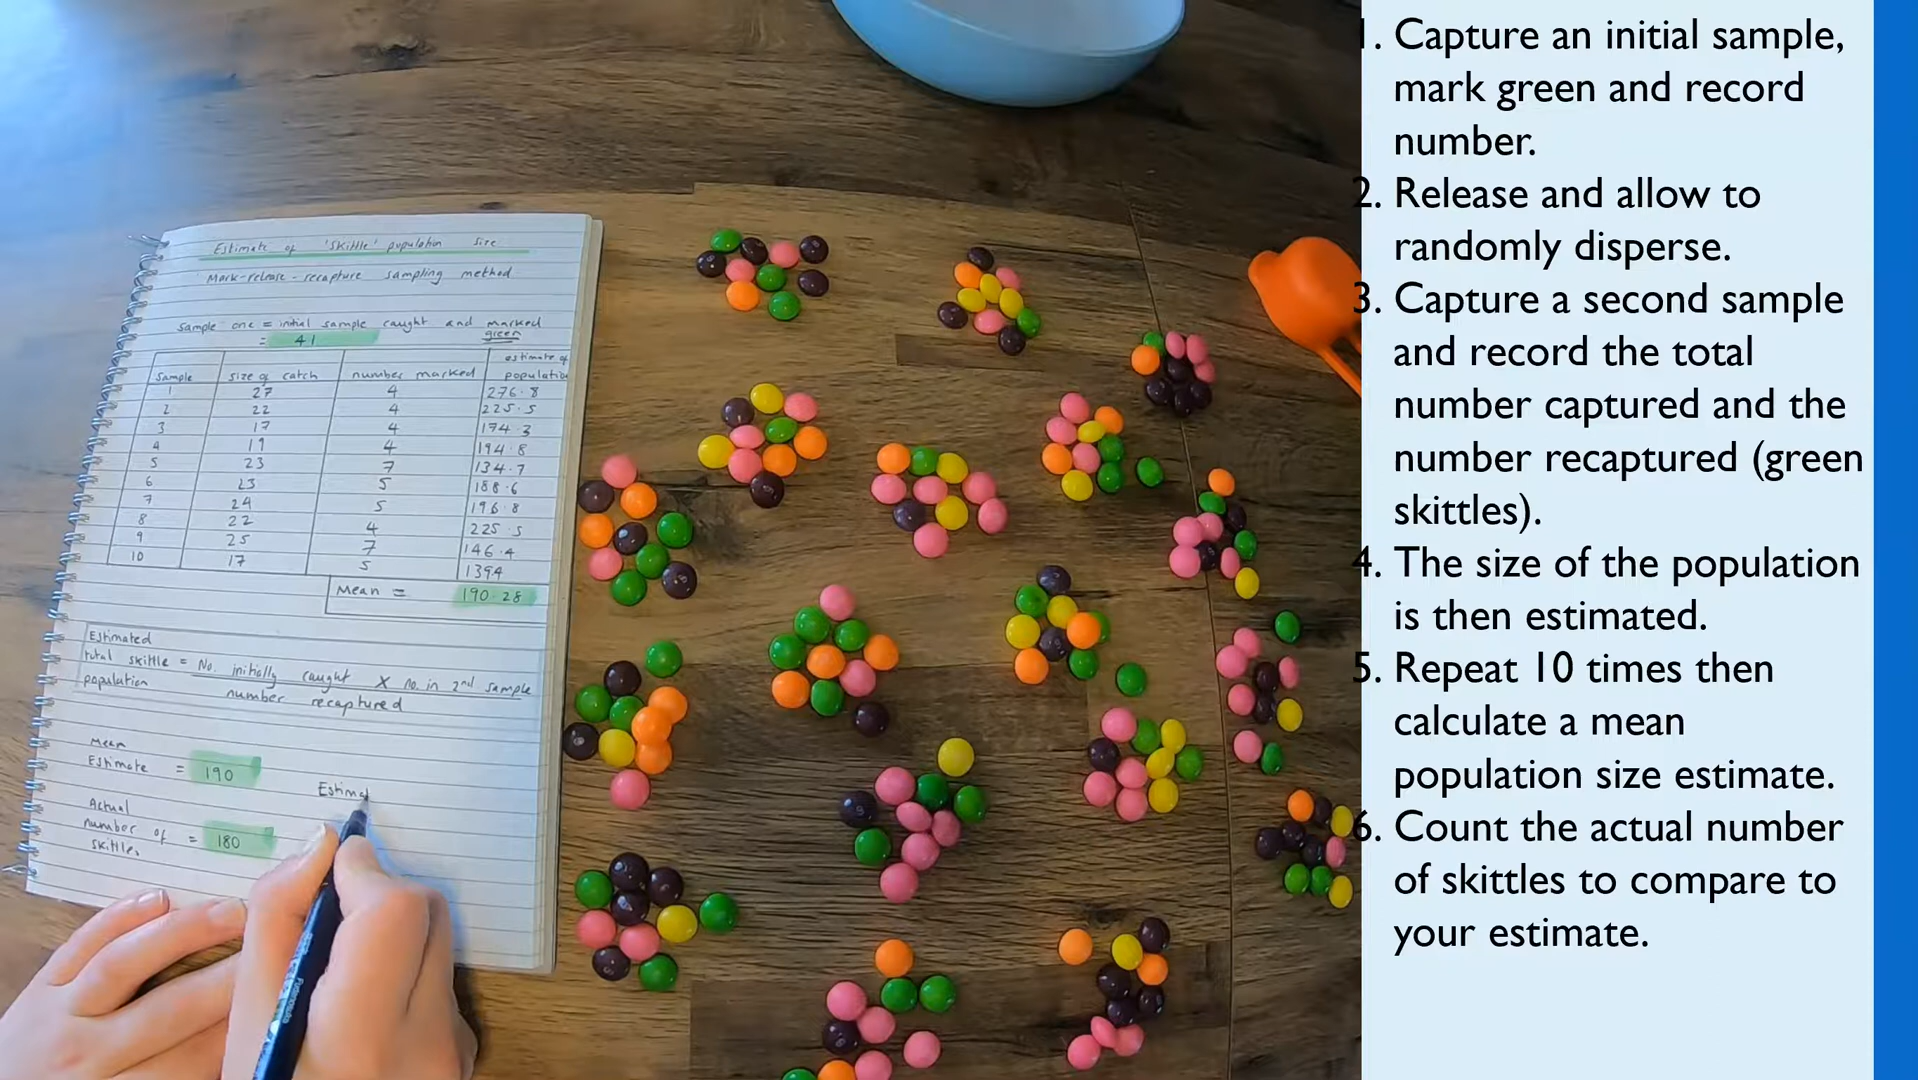 Estimate of 'skittle' population size
Mark-release-recapture sampling method
Sample one = initial sample caught and marked
green
= 41
Sample size of catch number marked estimate of population
1 27 4 276.8
2 22 4 225.5
3 17 4 174.3
4 19 4 194.8
5 23 7 134.7
6 23 5 188.6
7 24 5 196.8
8 22 4 225.5
9 25 7 146.4
10 17 5 139.4
Mean = 190.28
Estimated
total skittle = No. initially caught x no. in 2nd sample
population
number recaptured
Mean
Estimate = 190
Estima
Actual
number of = 180
skittles
1. Capture an initial sample,
mark green and record
number.
2. Release and allow to
randomly disperse.
3. Capture a second sample
and record the total
number captured and the
number recaptured (green
skittles).
4. The size of the population
is then estimated.
5. Repeat 10 times then
calculate a mean
population size estimate.
6. Count the actual number
of skittles to compare to
your estimate.